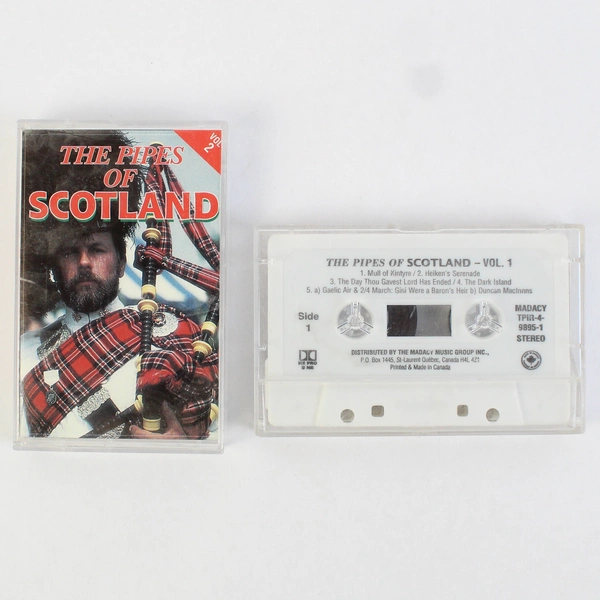 VOL
2
THE PIPES
OF
SCOTLAND
THE PIPES OF SCOTLAND – VOL. 1
1. Mull of Kintyre / 2. Heiken's Serenade
3. The Day Thou Gavest Lord Has Ended / 4. The Dark Island
5. a) Gaelic Air & 2/4 March: Gini Were a Baron's Heir b) Duncan MacInnns
Side
1
MADACY
TPIR-4-
9895-1
STEREO
DISTRIBUTED BY THE MADACY MUSIC GROUP INC.,
P.O. Box 1445, St-Laurent Québec, Canada H4L 4Z1
Printed & Made in Canada